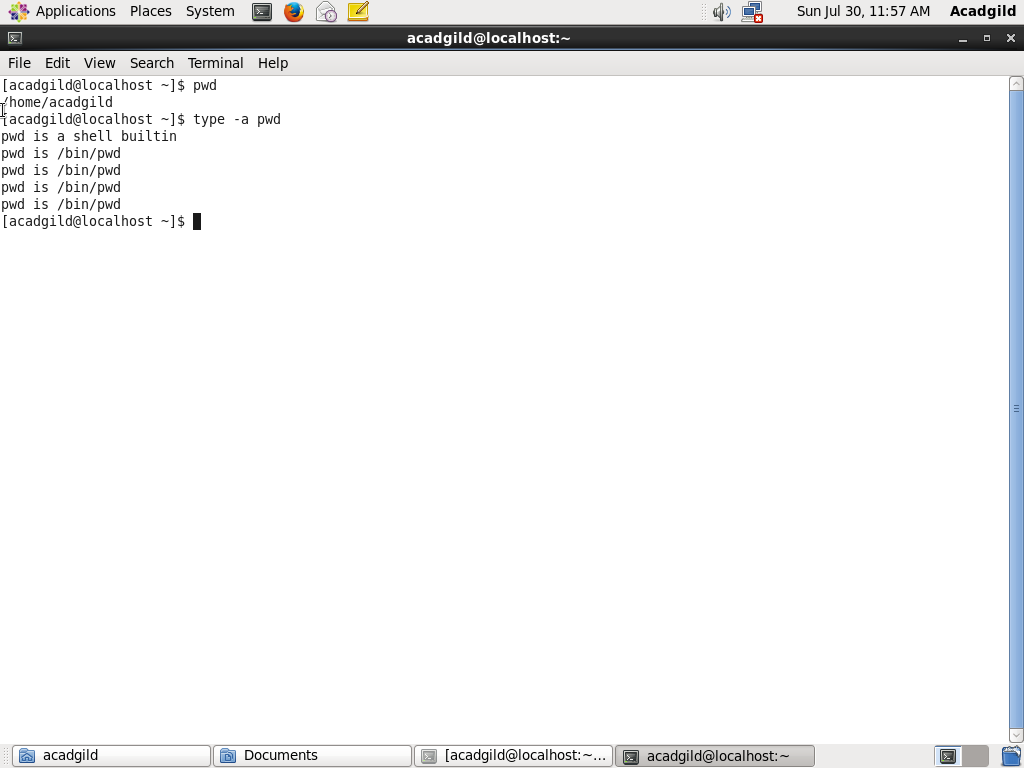 Applications Places System Sun Jul 30, 11:57 AM Acadgild
acadgild@localhost:~
File Edit View Search Terminal Help
[acadgild@localhost ~]$ pwd
/home/acadgild
[acadgild@localhost ~]$ type -a pwd
pwd is a shell builtin
pwd is /bin/pwd
pwd is /bin/pwd
pwd is /bin/pwd
pwd is /bin/pwd
[acadgild@localhost ~]$
acadgild Documents [acadgild@localhost:~... acadgild@localhost:~